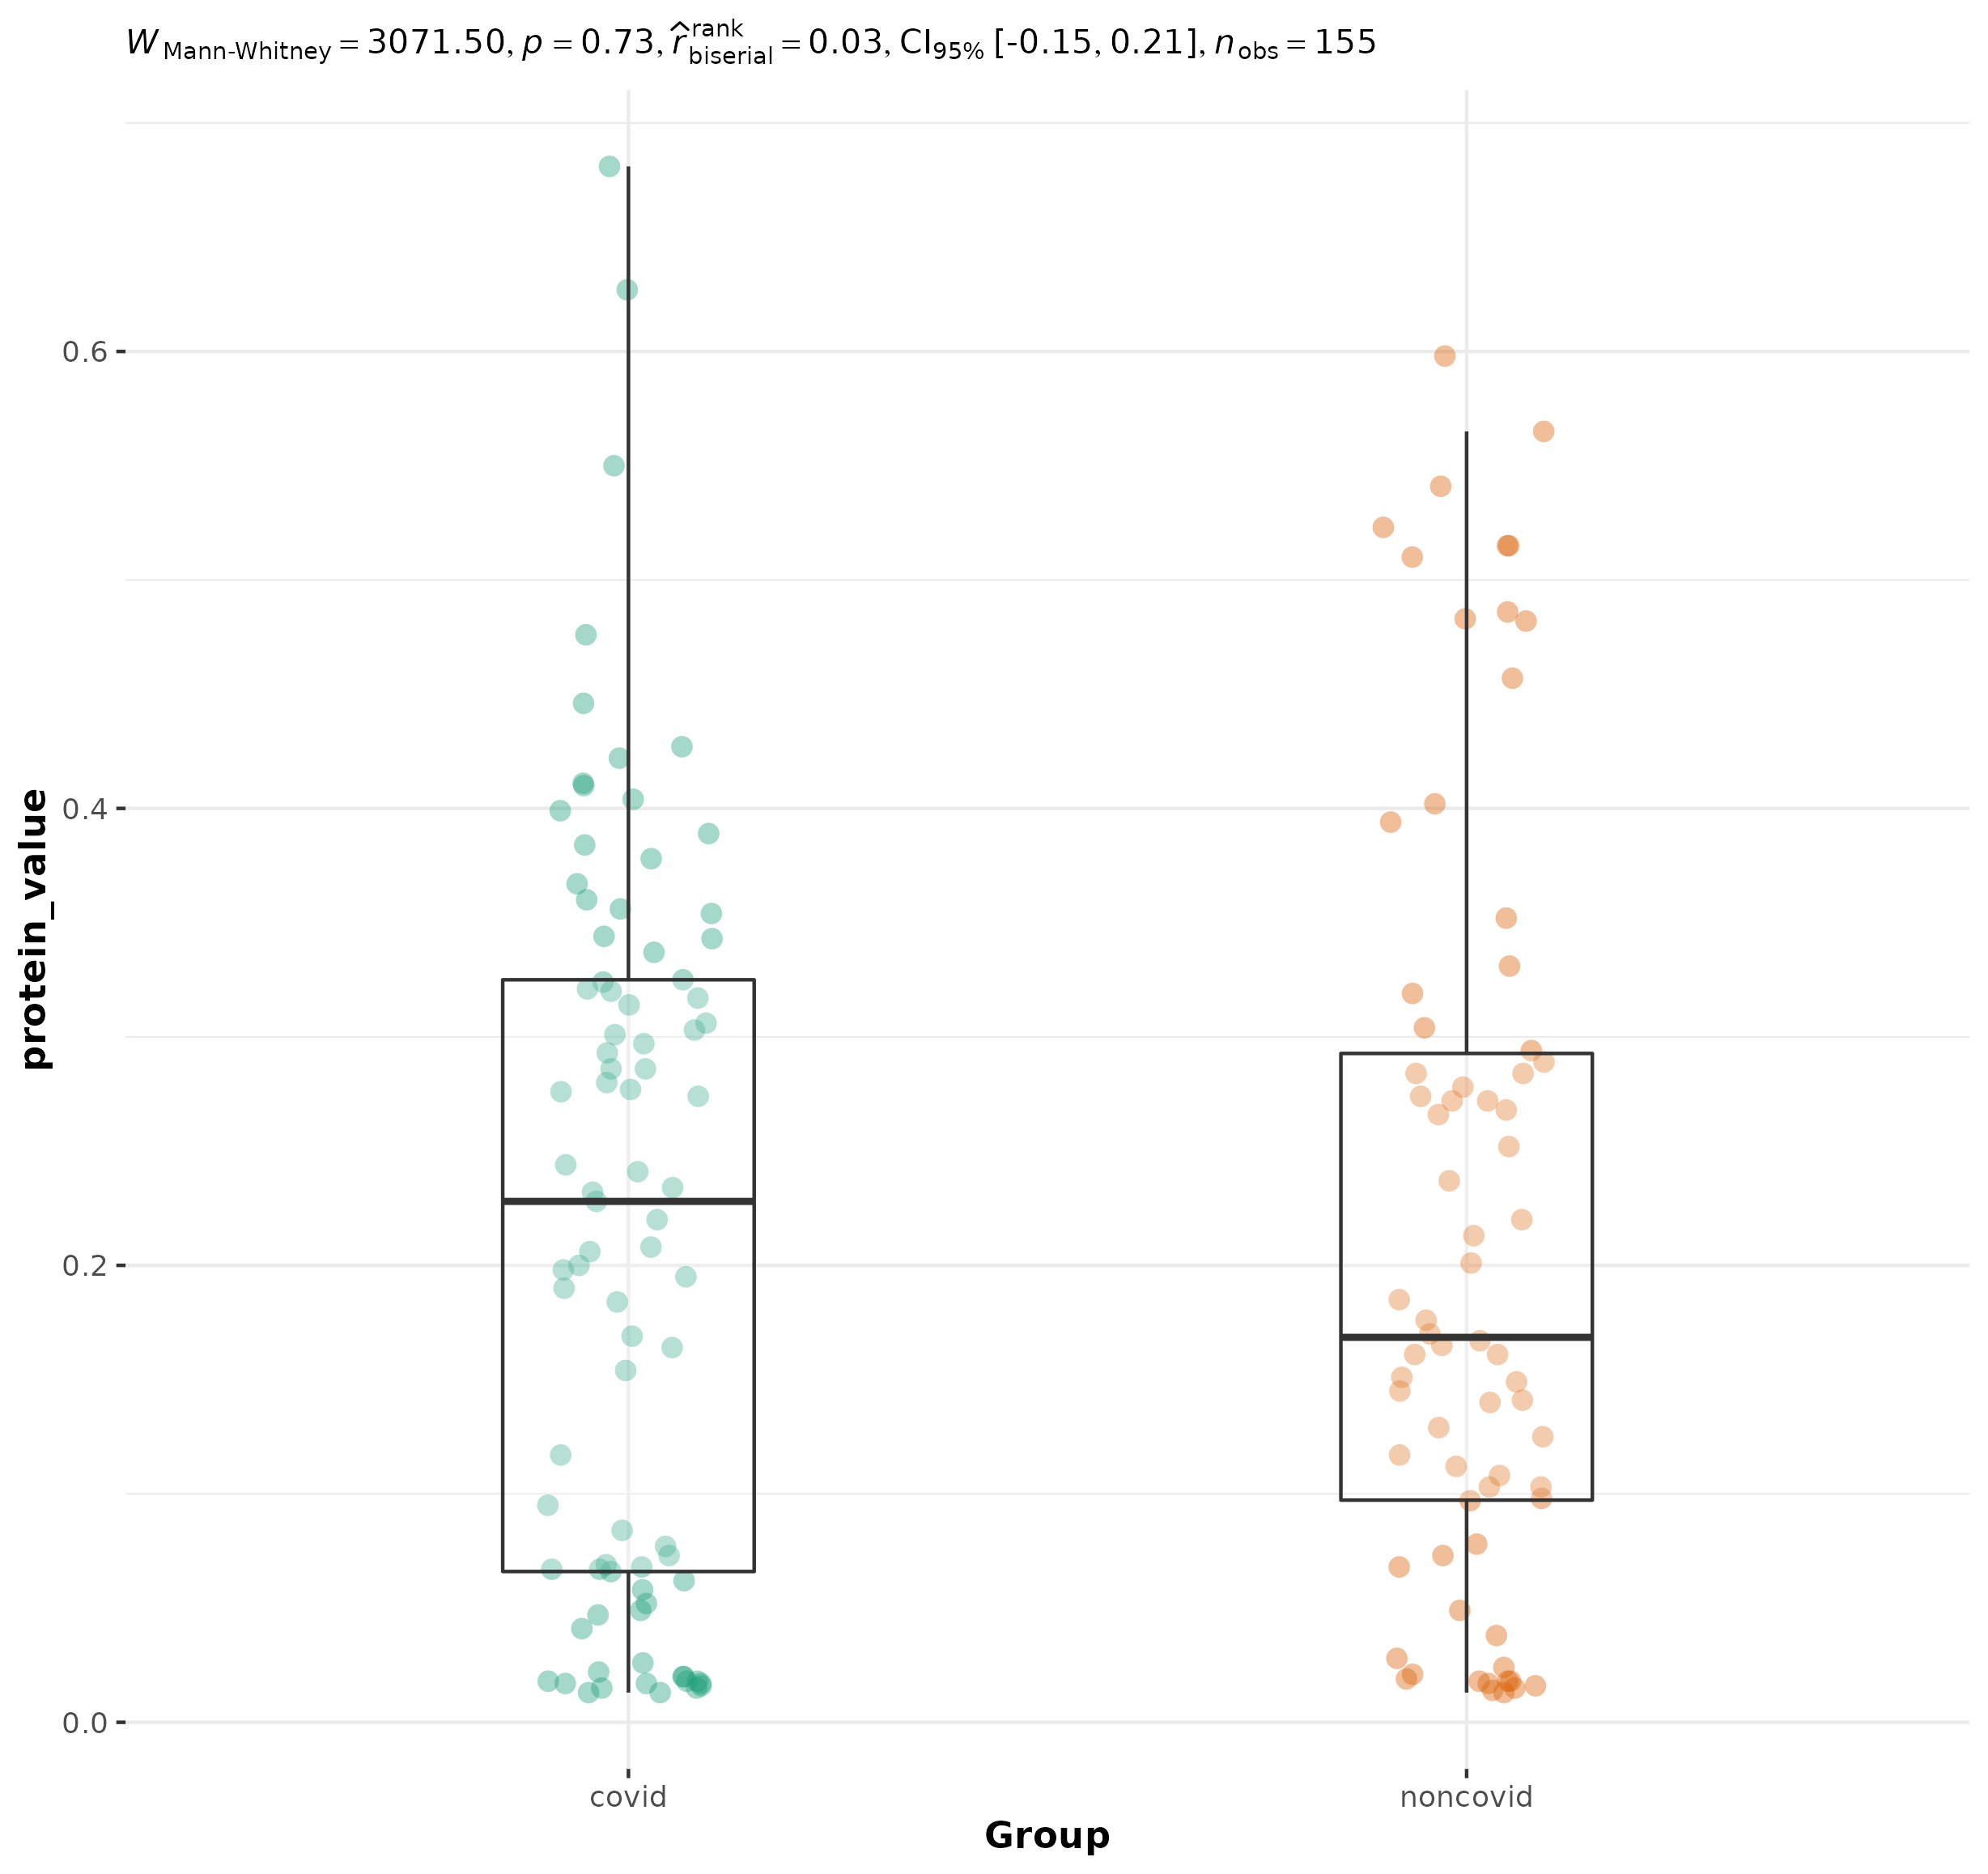 W Mann-Whitney = 3071.50, p = 0.73, r̂ rank biserial = 0.03, CI95% [-0.15, 0.21], n obs = 155
0.6
0.4
0.2
0.0
protein_value
covid noncovid
Group